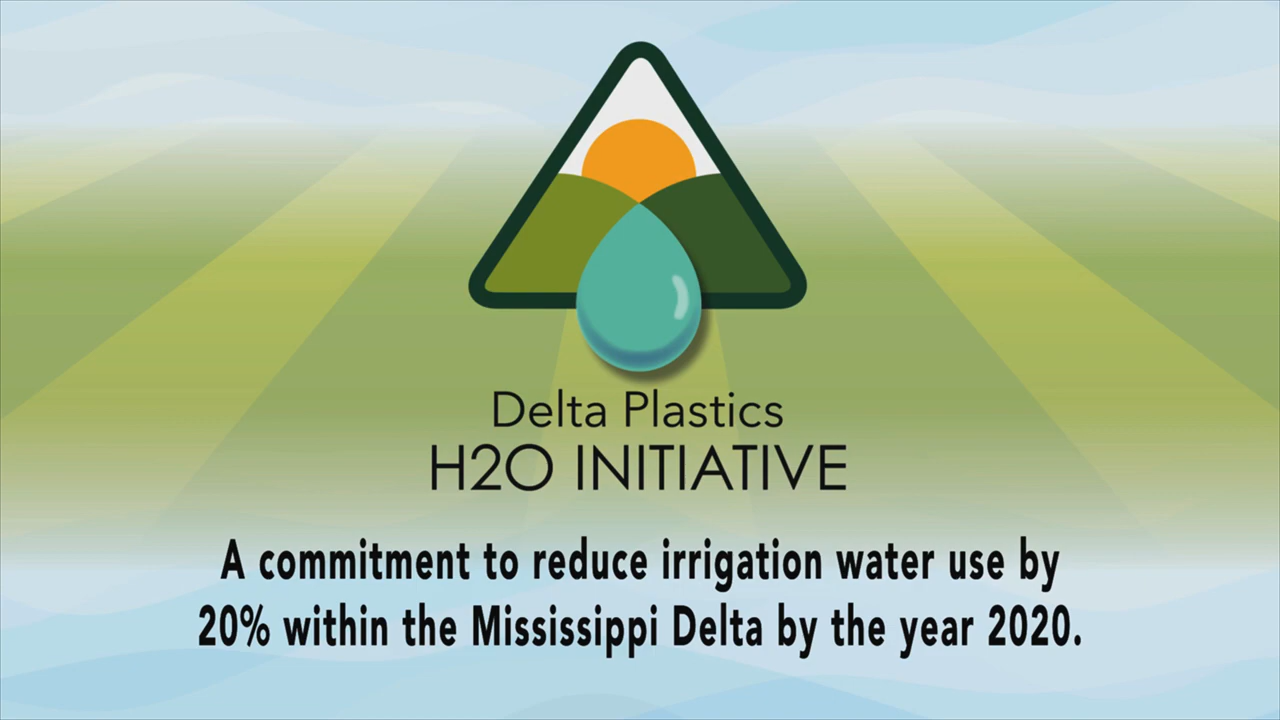 Delta Plastics
H2O INITIATIVE
A commitment to reduce irrigation water use by
20% within the Mississippi Delta by the year 2020.